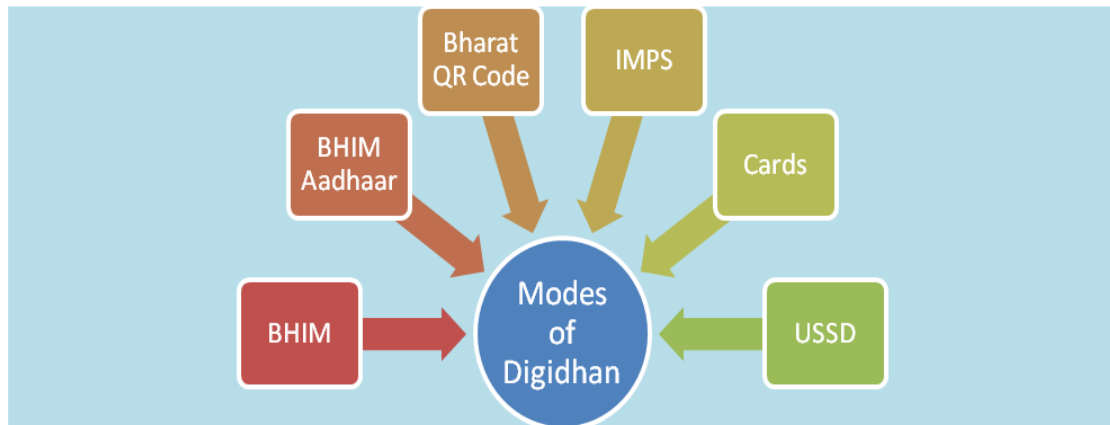 Bharat
QR Code
IMPS
BHIM
Aadhaar
Cards
BHIM
Modes
of
Digidhan
USSD